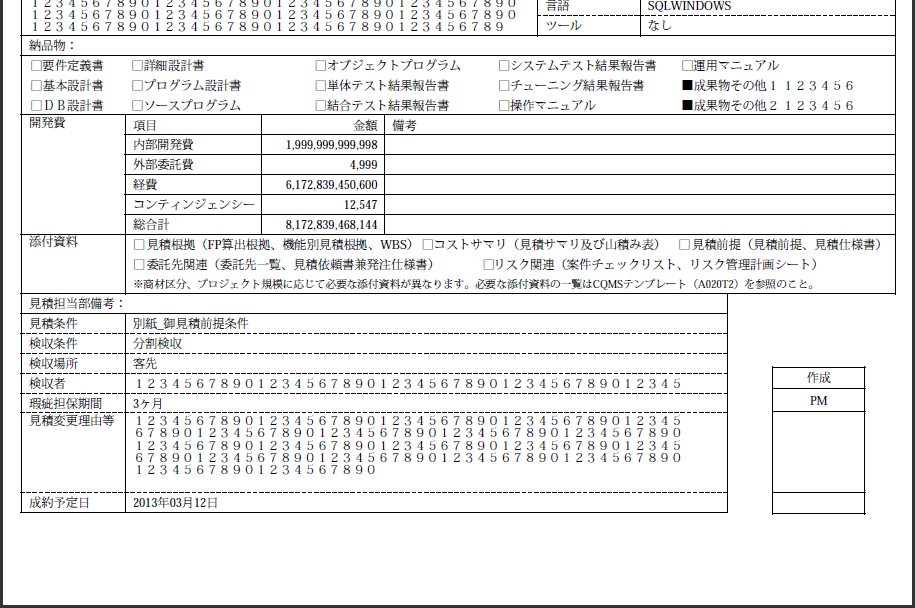 １２３４５６７８９０１２３４５６７８９０１２３４５６７８９０１２３４５６７８９０
１２３４５６７８９０１２３４５６７８９０１２３４５６７８９０１２３４５６７８９０
１２３４５６７８９０１２３４５６７８９０１２３４５６７８９０１２３４５６７８９
言語 SQLWINDOWS
ツール なし
納品物：
□要件定義書 □詳細設計書 □オブジェクトプログラム □システムテスト結果報告書 □運用マニュアル
□基本設計書 □プログラム設計書 □単体テスト結果報告書 □チューニング結果報告書 ■成果物その他１１２３４５６
□ＤＢ設計書 □ソースプログラム □結合テスト結果報告書 □操作マニュアル ■成果物その他２１２３４５６
開発費 項目 金額 備考
内部開発費 1,999,999,999,998
外部委託費 4,999
経費 6,172,839,450,600
コンティンジェンシー 12,547
総合計 8,172,839,468,144
添付資料 □見積根拠（FP算出根拠、機能別見積根拠、WBS） □コストサマリ（見積サマリ及び山積み表） □見積前提（見積前提、見積仕様書）
□委託先関連（委託先一覧、見積依頼書兼発注仕様書） □リスク関連（案件チェックリスト、リスク管理計画シート）
※商材区分、プロジェクト規模に応じて必要な添付資料が異なります。必要な添付資料の一覧はCQMSテンプレート（A020T2）を参照のこと。
見積担当部備考：
見積条件 別紙_御見積前提条件
検収条件 分割検収
検収場所 客先
検収者 １２３４５６７８９０１２３４５６７８９０１２３４５６７８９０１２３４５６７８９０１２３４５
瑕疵担保期間 3ヶ月
見積変更理由等 １２３４５６７８９０１２３４５６７８９０１２３４５６７８９０１２３４５６７８９０１２３４５
６７８９０１２３４５６７８９０１２３４５６７８９０１２３４５６７８９０１２３４５６７８９０
１２３４５６７８９０１２３４５６７８９０１２３４５６７８９０１２３４５６７８９０１２３４５
６７８９０１２３４５６７８９０１２３４５６７８９０１２３４５６７８９０１２３４５６７８９０
１２３４５６７８９０１２３４５６７８９０
成約予定日 2013年03月12日
作成
PM